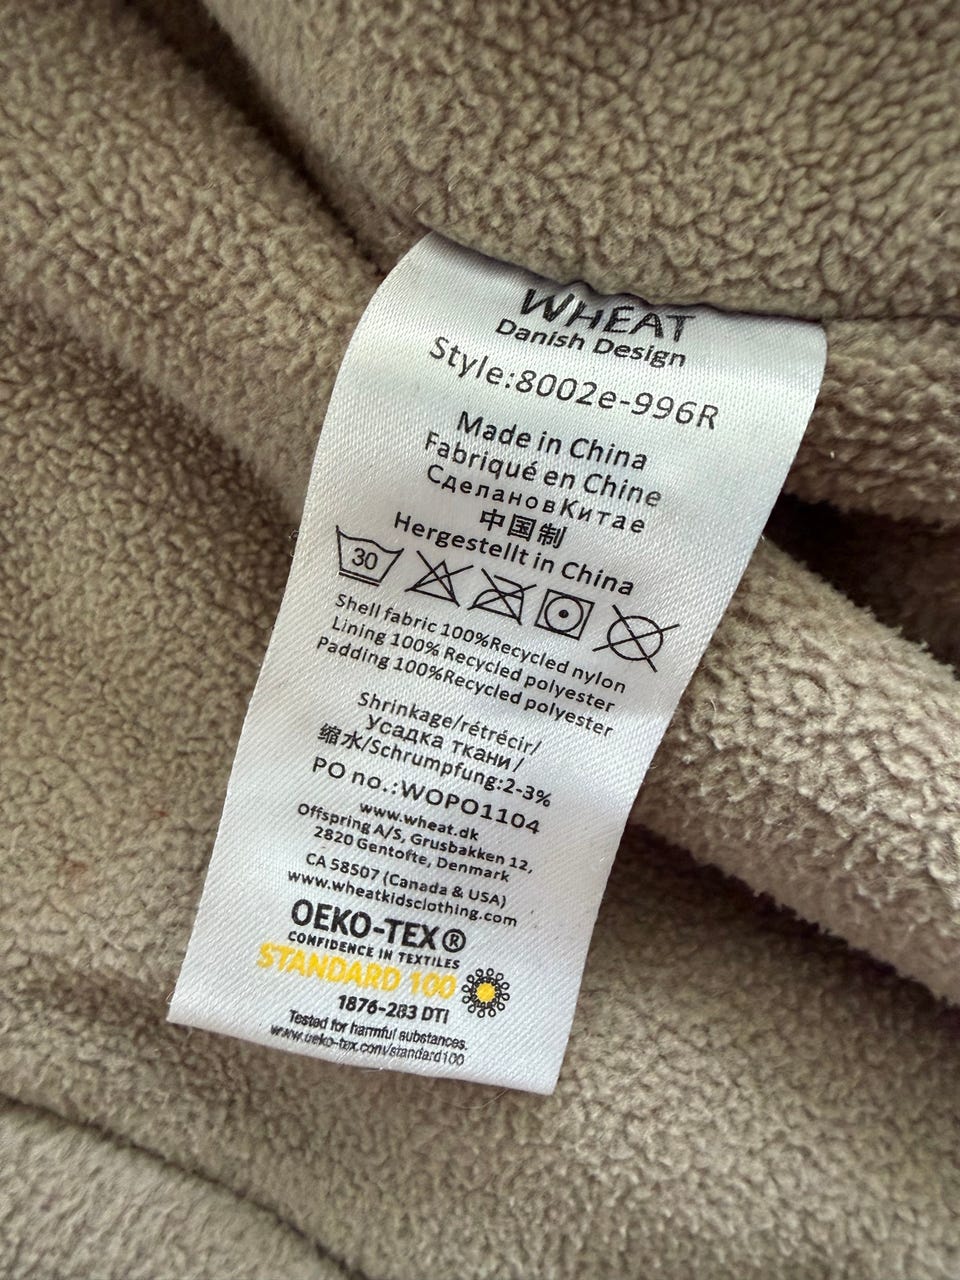 WHEAT
Danish Design
Style:8002e-996R
Made in China
Fabriqué en Chine
СделановКитае
中国制
Hergestellt in China
30
Shell fabric 100%Recycled nylon
Lining 100% Recycled polyester
Padding 100%Recycled polyester
Shrinkage/rétrécir/
Усадка ткани/
缩水/Schrumpfung:2-3%
PO no.:WOPO1104
www.wheat.dk
Offspring A/S, Grusbakken 12,
2820 Gentofte, Denmark
CA 58507 (Canada & USA)
www.wheatkidsclothing.com
OEKO-TEX®
CONFIDENCE IN TEXTILES
STANDARD 100
1876-283 DTI
Tested for harmful substances.
www.oeko-tex.com/standard100